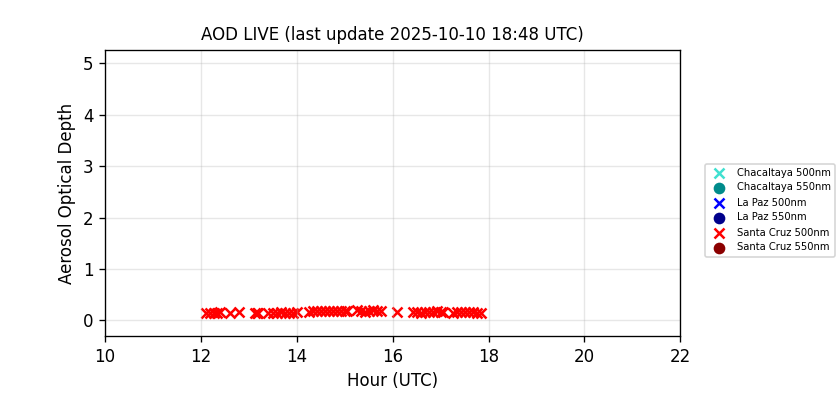 AOD LIVE (last update 2025-10-10 18:48 UTC)
Aerosol Optical Depth
5
4
3
2
1
0
10 12 14 16 18 20 22
Hour (UTC)
Chacaltaya 500nm
Chacaltaya 550nm
La Paz 500nm
La Paz 550nm
Santa Cruz 500nm
Santa Cruz 550nm